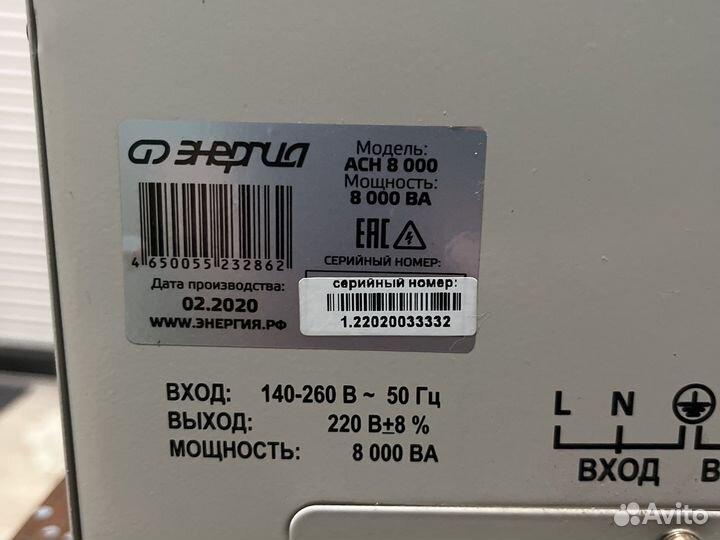 ЭНЕРГИЯ
Модель:
АСН 8 000
Мощность:
8 000 ВА
EAC
СЕРИЙНЫЙ НОМЕР:
4 650055 232862
Дата производства:
02.2020
WWW.ЭНЕРГИЯ.РФ
серийный номер:
1.22020033332
ВХОД: 140-260 В ~ 50 Гц
ВЫХОД: 220 В±8 %
МОЩНОСТЬ: 8 000 ВА
L N
ВХОД В
Avito